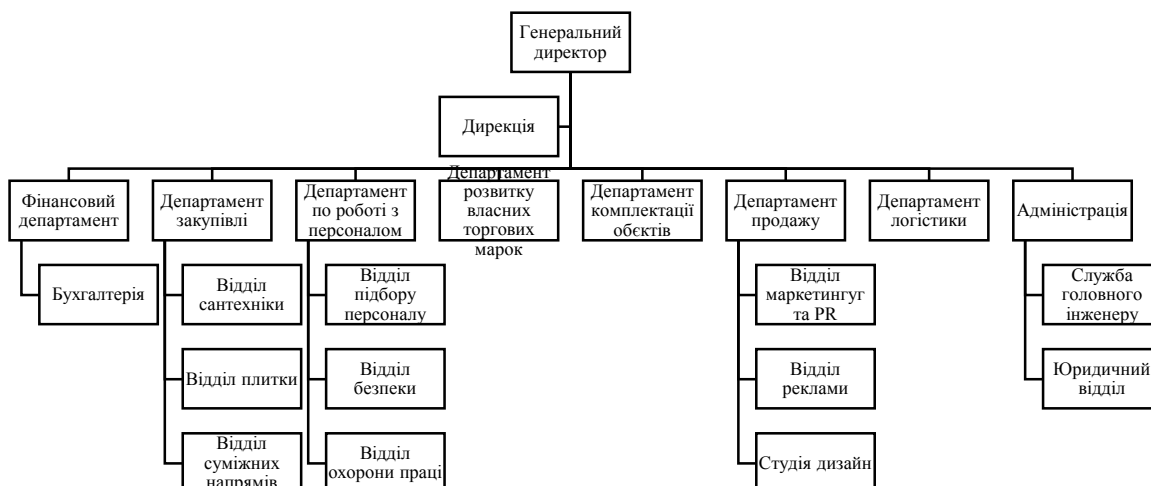 Генеральний
директор
Дирекція
Фінансовий
департамент
Департамент
закупівлі
Департамент
по роботі з
персоналом
Департамент
розвитку
власних
торгових
марок
Департамент
комплектації
обєктів
Департамент
продажу
Департамент
логістики
Адміністрація
Бухгалтерія
Відділ
сантехніки
Відділ
підбору
персоналу
Відділ
маркетингуг
та PR
Служба
головного
інженеру
Відділ плитки
Відділ
безпеки
Відділ
реклами
Юридичний
відділ
Відділ
суміжних
напрямів
Відділ
охорони праці
Студія дизайн